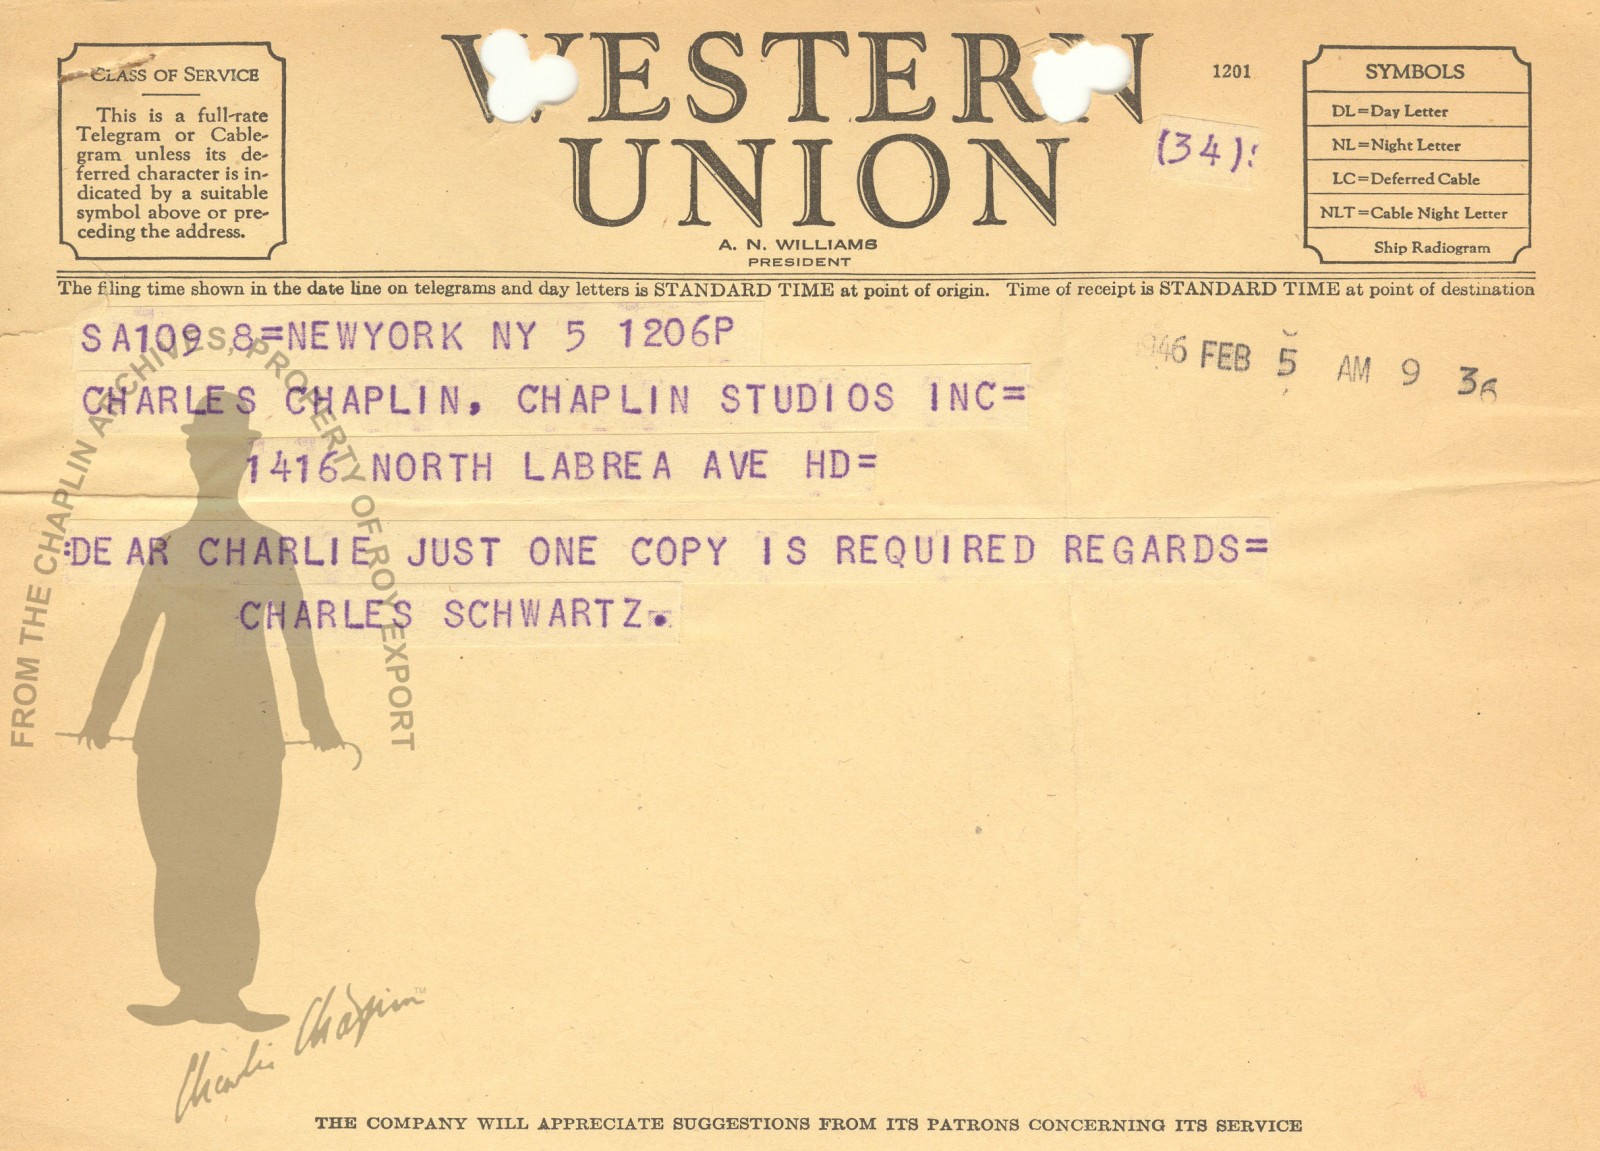 CLASS OF SERVICE
This is a full-rate
Telegram or Cable-
gram unless its de-
ferred character is in-
dicated by a suitable
symbol above or pre-
ceding the address.
WESTERN
UNION
A. N. WILLIAMS
PRESIDENT
1201
(34):
SYMBOLS
DL=Day Letter
NL=Night Letter
LC=Deferred Cable
NLT=Cable Night Letter
Ship Radiogram
The filing time shown in the date line on telegrams and day letters is STANDARD TIME at point of origin. Time of receipt is STANDARD TIME at point of destination
SA109 8=NEWYORK NY 5 1206P
1946 FEB 5 AM 9 36
CHARLES CHAPLIN, CHAPLIN STUDIOS INC=
1416 NORTH LABREA AVE HD=
:DEAR CHARLIE JUST ONE COPY IS REQUIRED REGARDS=
CHARLES SCHWARTZ.
FROM THE CHAPLIN ARCHIVES, PROPERTY OF ROY EXPORT
Charlie Chaplin™
THE COMPANY WILL APPRECIATE SUGGESTIONS FROM ITS PATRONS CONCERNING ITS SERVICE